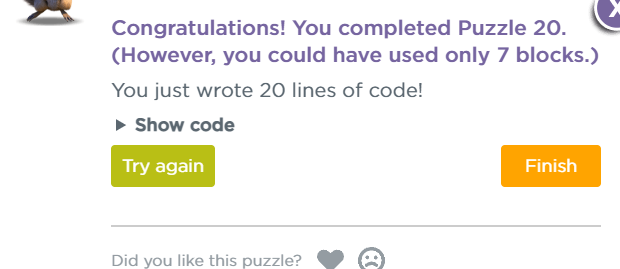 Congratulations! You completed Puzzle 20.
(However, you could have used only 7 blocks.)
You just wrote 20 lines of code!
Show code
Try again
Finish
Did you like this puzzle?